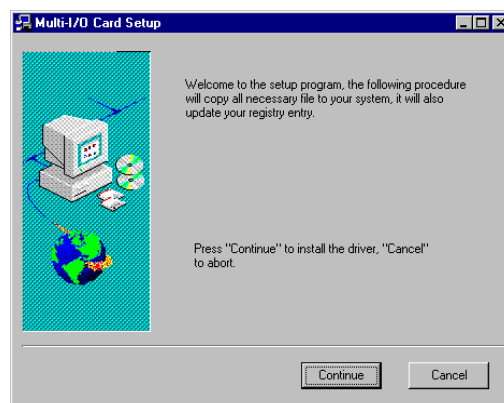 Multi-I/O Card Setup
Welcome to the setup program, the following procedure
will copy all necessary file to your system, it will also
update your registry entry.
Press "Continue" to install the driver, "Cancel"
to abort.
Continue
Cancel